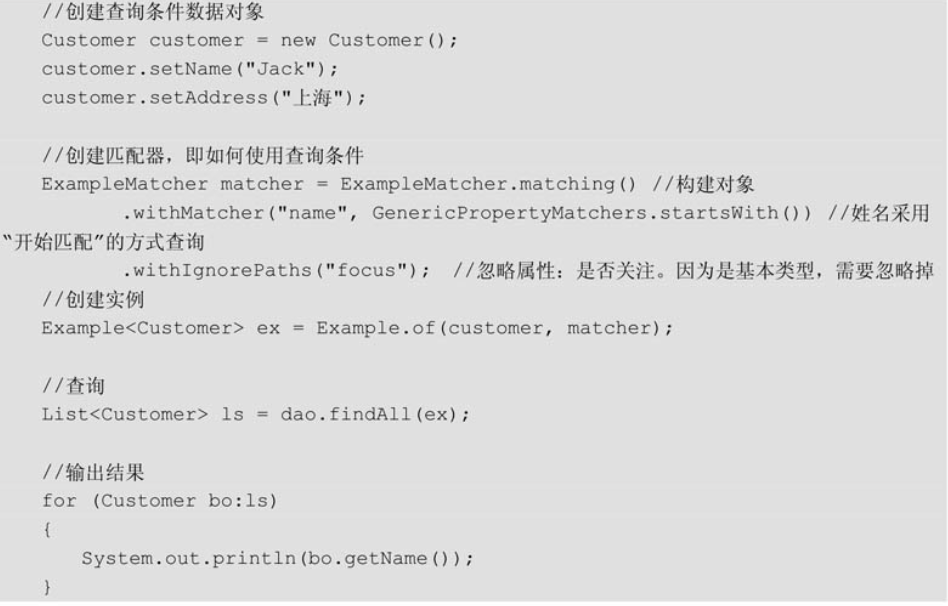 //创建查询条件数据对象
Customer customer = new Customer();
customer.setName("Jack");
customer.setAddress("上海");
//创建匹配器，即如何使用查询条件
ExampleMatcher matcher = ExampleMatcher.matching() //构建对象
.withMatcher("name", GenericPropertyMatchers.startsWith()) //姓名采用
“开始匹配”的方式查询
.withIgnorePaths("focus"); //忽略属性：是否关注。因为是基本类型，需要忽略掉
//创建实例
Example<Customer> ex = Example.of(customer, matcher);
//查询
List<Customer> ls = dao.findAll(ex);
//输出结果
for (Customer bo:ls)
{
System.out.println(bo.getName());
}